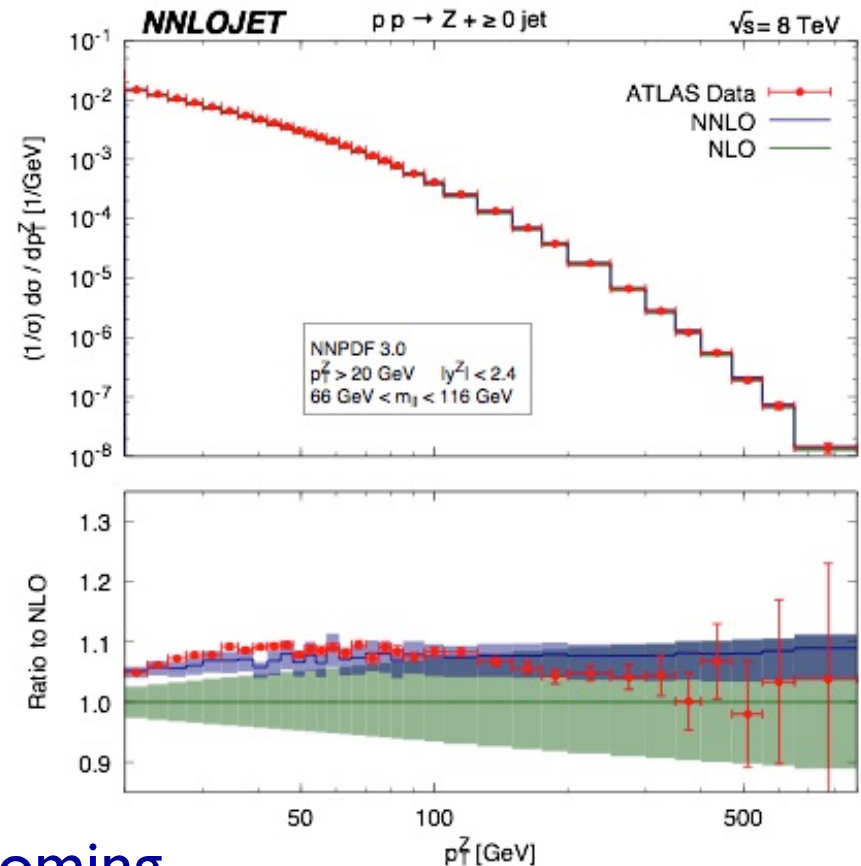 NNLOJET p p → Z + ≥ 0 jet √s= 8 TeV
10⁻¹
10⁻²
10⁻³
10⁻⁴
10⁻⁵
10⁻⁶
10⁻⁷
10⁻⁸
(1/σ) dσ / dp_T^Z [1/GeV]
ATLAS Data
NNLO
NLO
NNPDF 3.0
p_T^Z > 20 GeV |y^Z| < 2.4
66 GeV < m_ll < 116 GeV
1.3
1.2
1.1
1.0
0.9
Ratio to NLO
50 100 500
p_T^Z [GeV]
oming